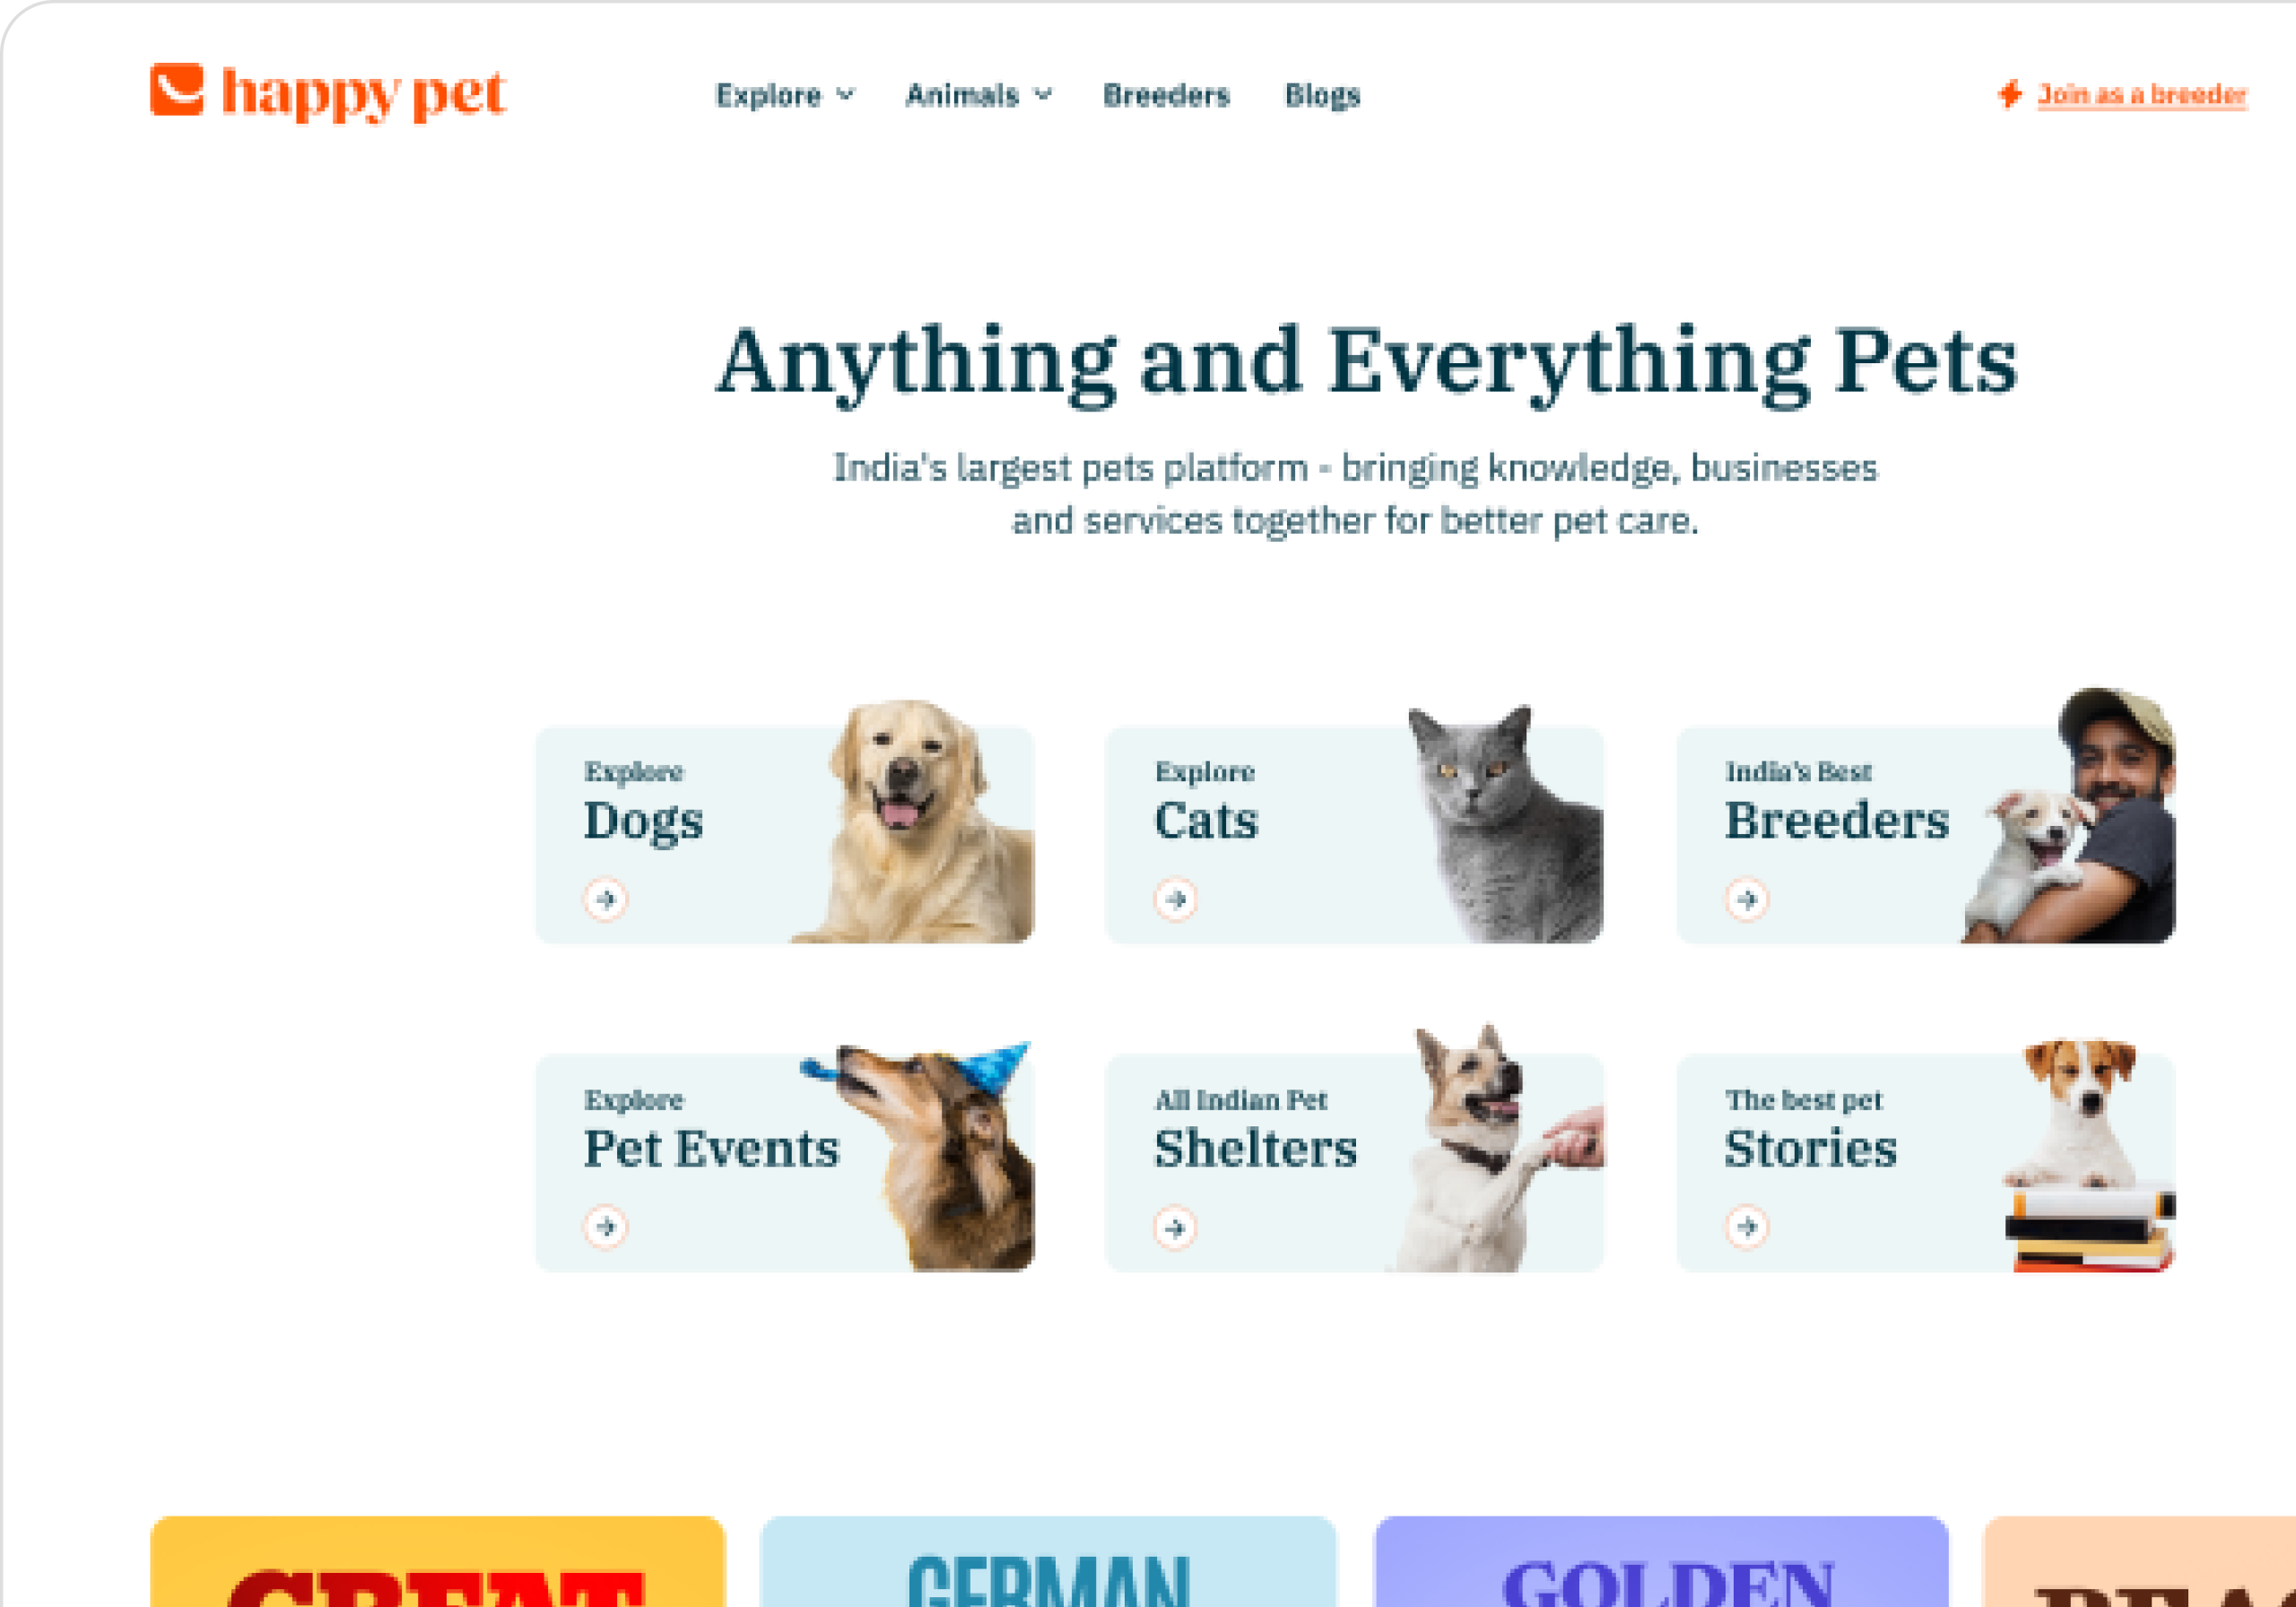 happy pet
Explore
Animals
Breeders
Blogs
Join as a breeder
Anything and Everything Pets
India's largest pets platform - bringing knowledge, businesses
and services together for better pet care.
Explore
Dogs
Explore
Cats
India's Best
Breeders
Explore
Pet Events
All Indian Pet
Shelters
The best pet
Stories
GREAT
GERMAN
GOLDEN